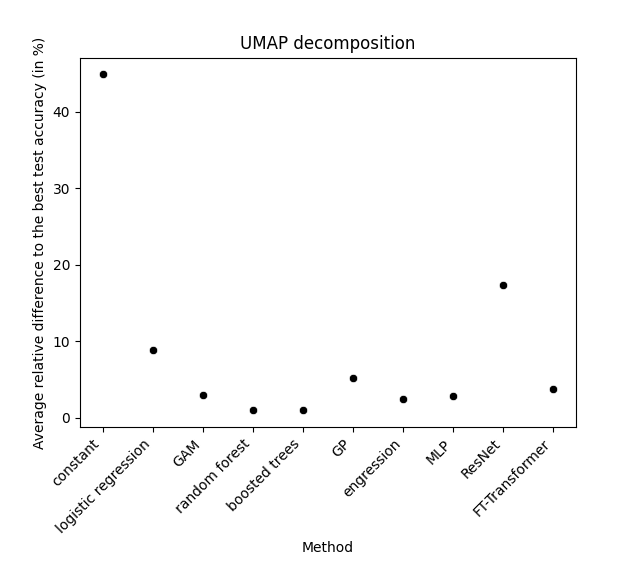 UMAP decomposition
Average relative difference to the best test accuracy (in %)
40
30
20
10
0
constant
logistic regression
GAM
random forest
boosted trees
GP
engression
MLP
ResNet
FT-Transformer
Method